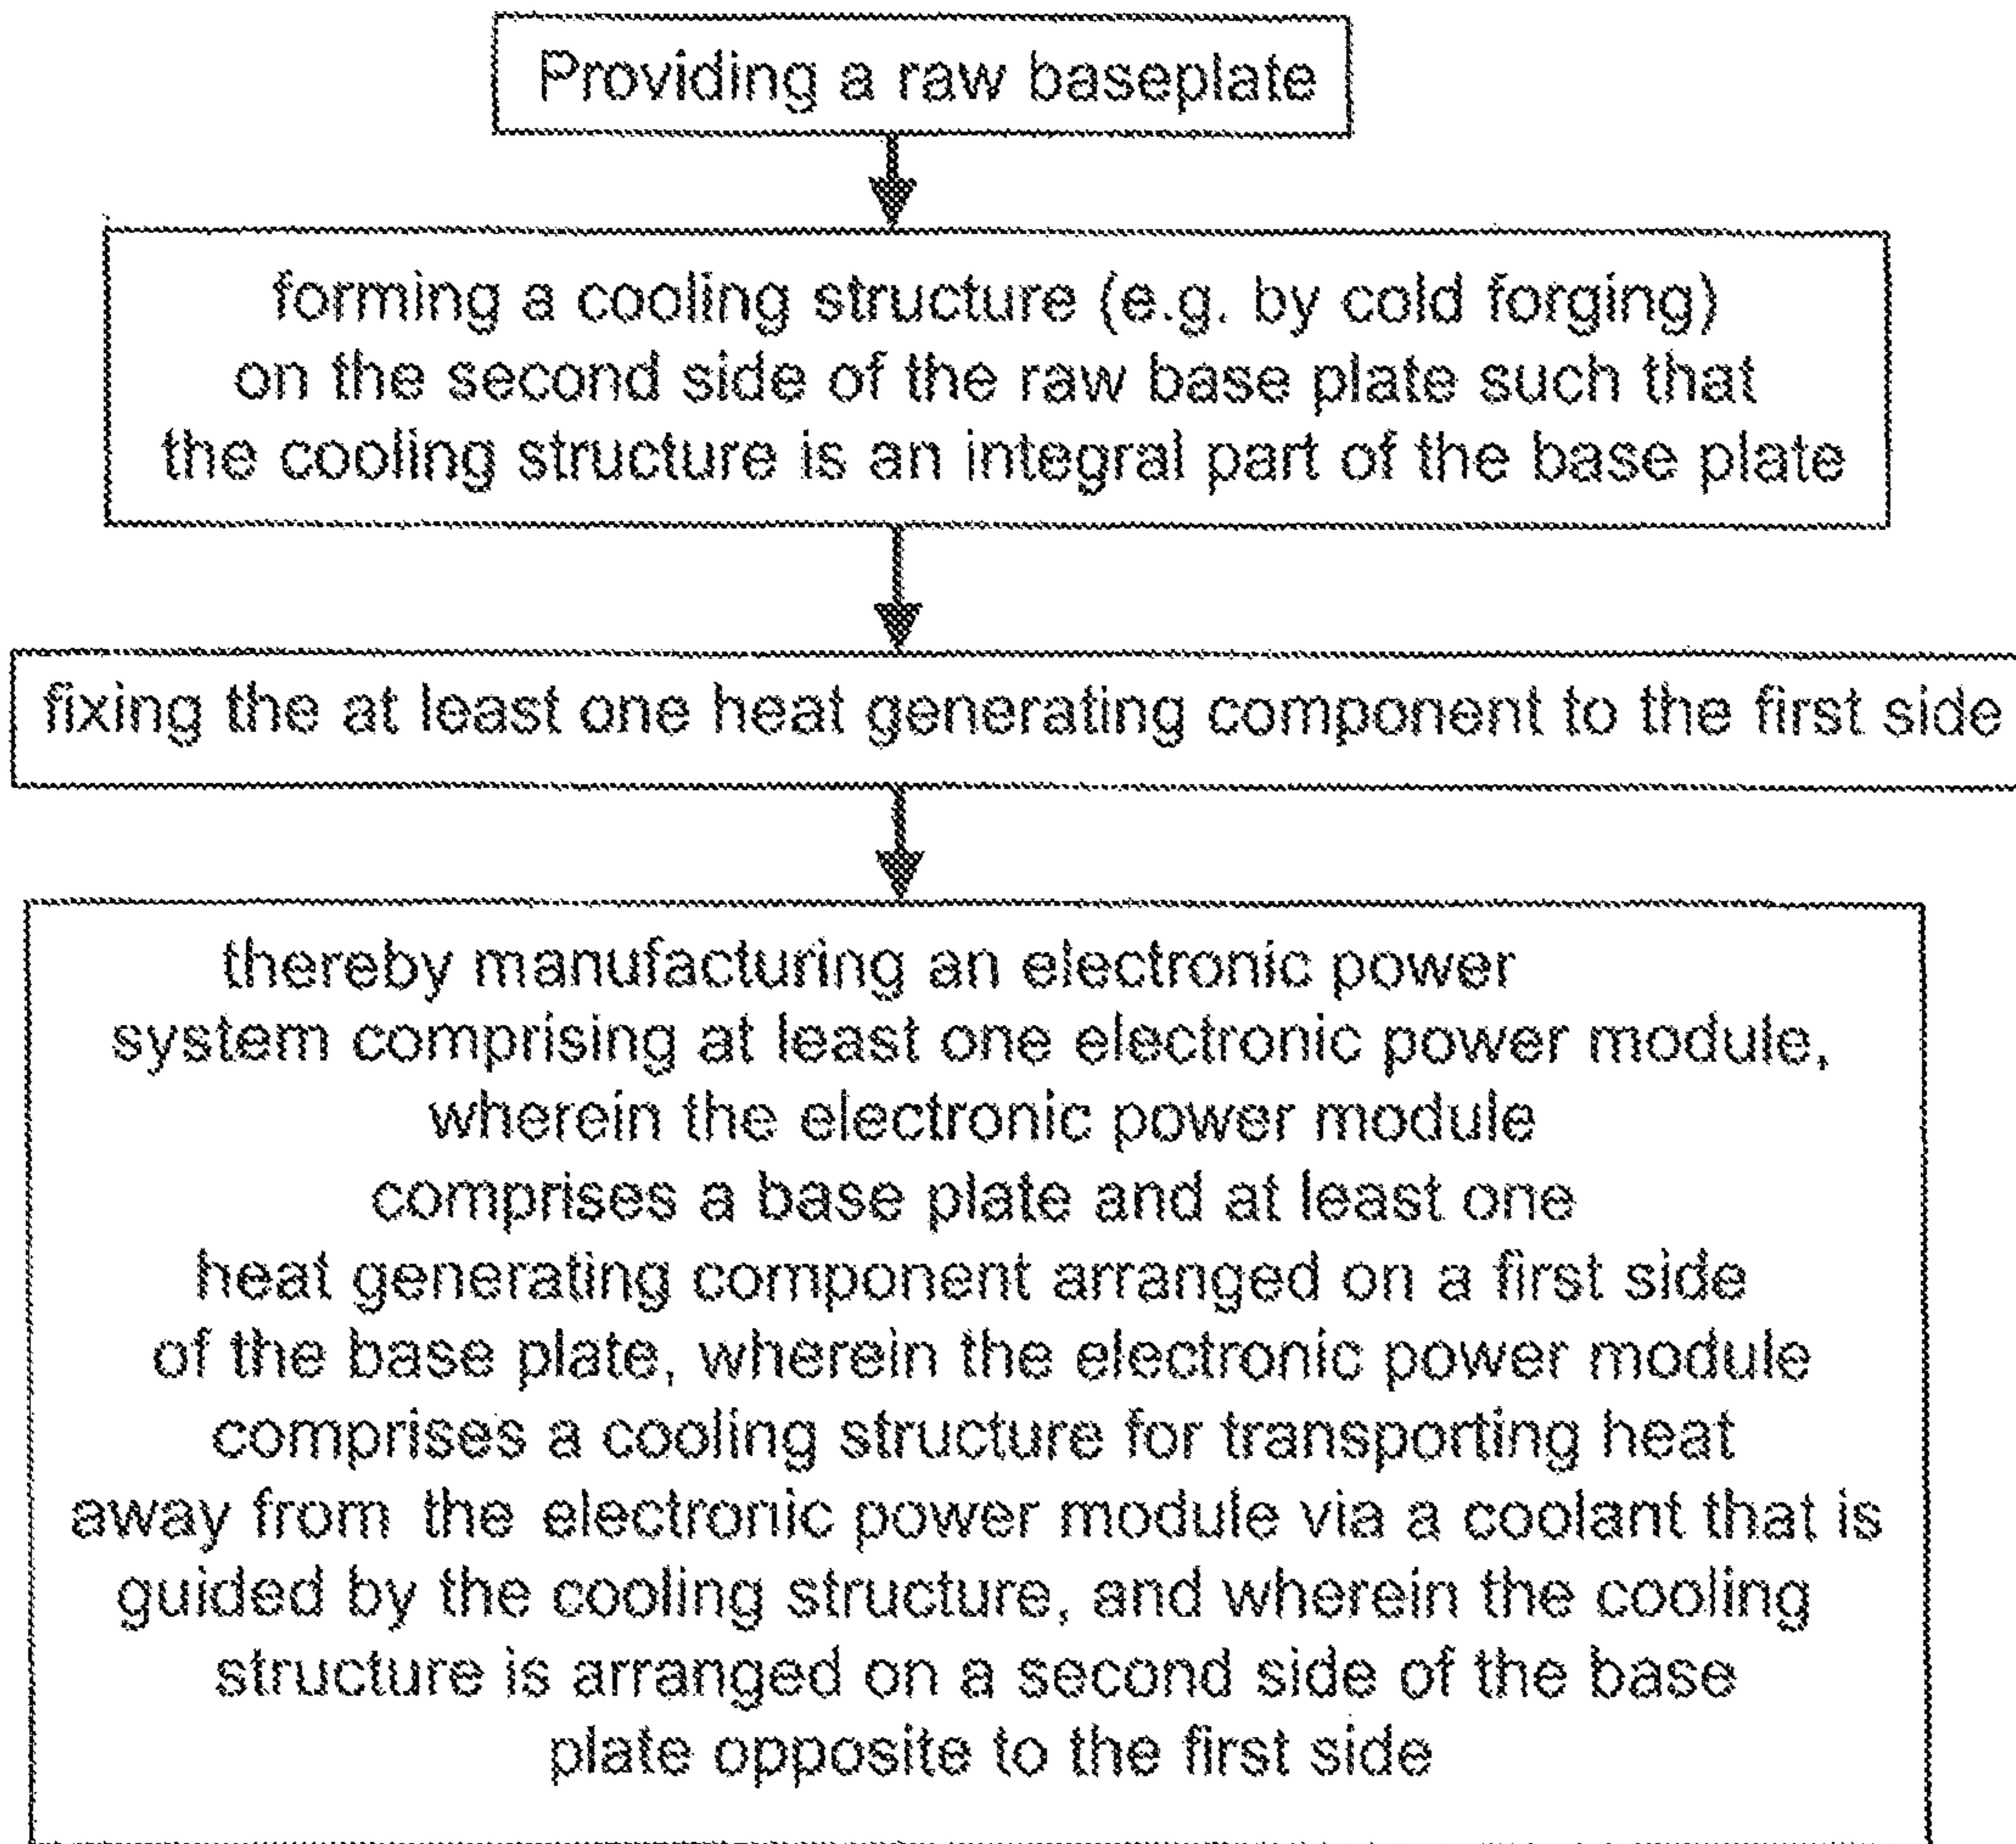 Providing a raw baseplate
forming a cooling structure (e.g. by cold forging)
on the second side of the raw base plate such that
the cooling structure is an integral part of the base plate
fixing the at least one heat generating component to the first side
thereby manufacturing an electronic power
system comprising at least one electronic power module,
wherein the electronic power module
comprises a base plate and at least one
heat generating component arranged on a first side
of the base plate, wherein the electronic power module
comprises a cooling structure for transporting heat
away from the electronic power module via a coolant that is
guided by the cooling structure, and wherein the cooling
structure is arranged on a second side of the base
plate opposite to the first side